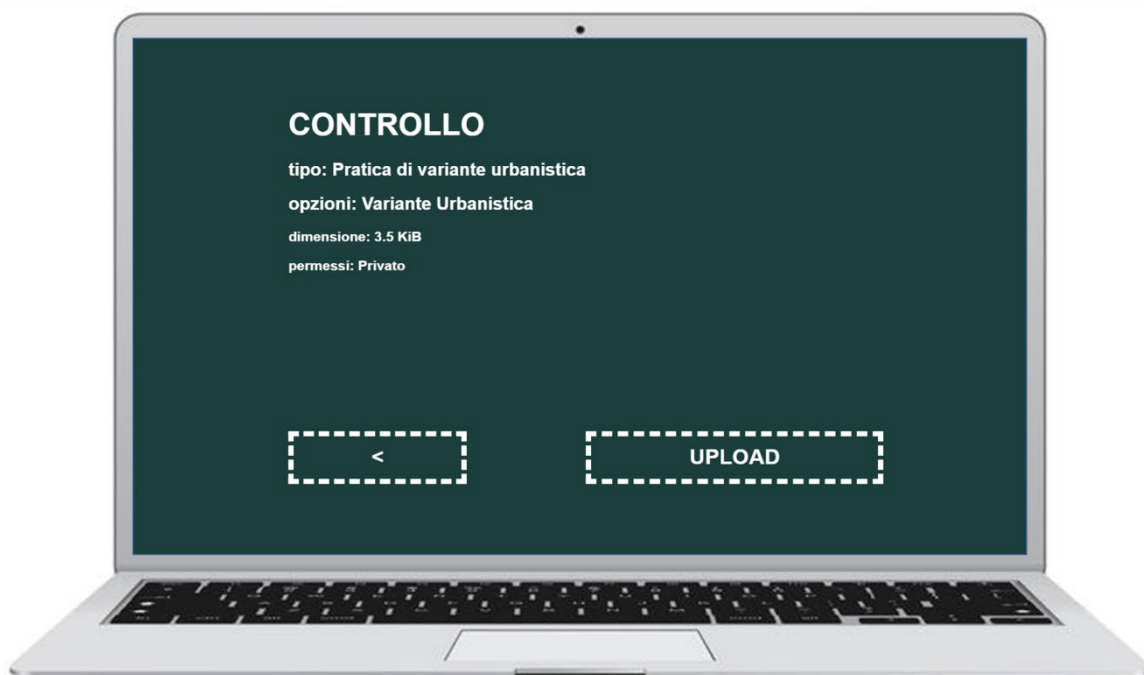 CONTROLLO
tipo: Pratica di variante urbanistica
opzioni: Variante Urbanistica
dimensione: 3.5 KiB
permessi: Privato
<
UPLOAD